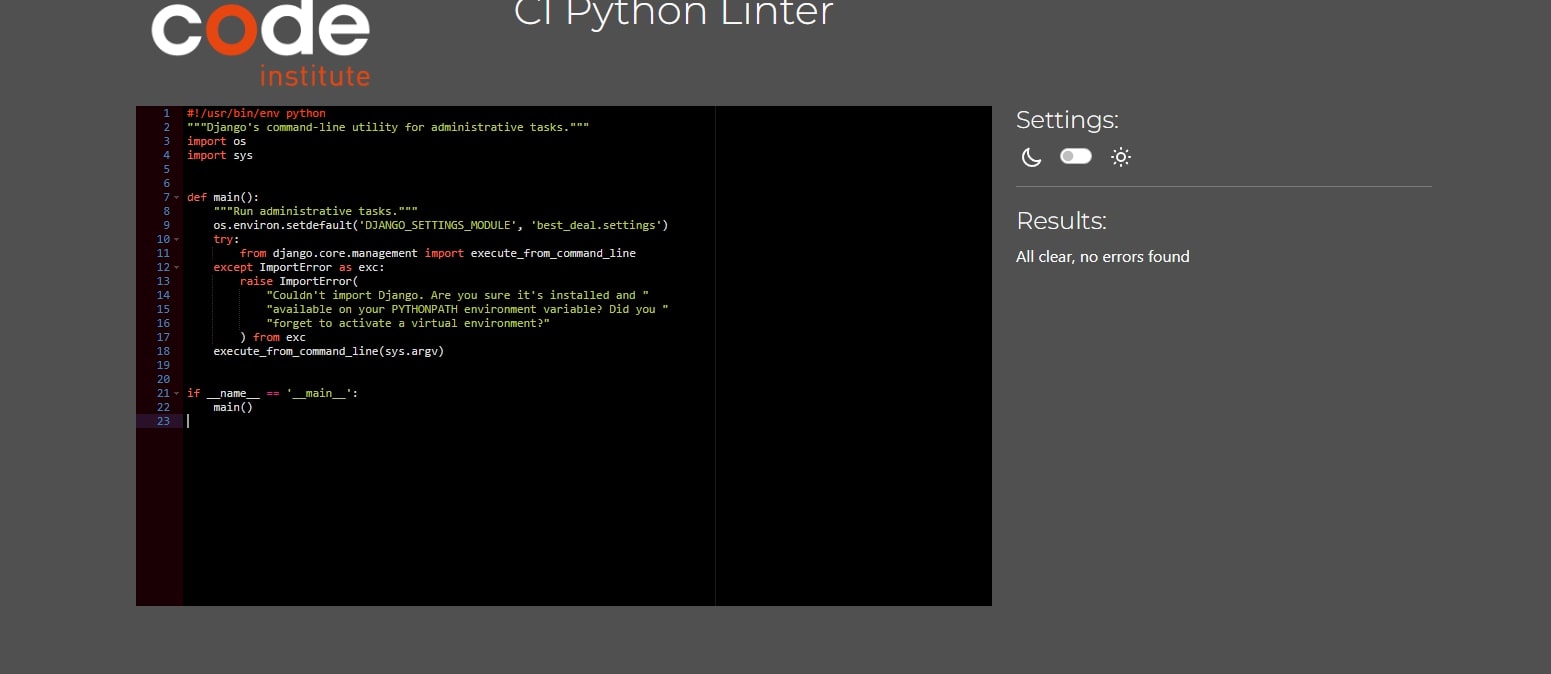 code
institute
CI Python Linter
1 #!/usr/bin/env python
2 """Django's command-line utility for administrative tasks."""
3 import os
4 import sys
5
6
7 def main():
8     """Run administrative tasks."""
9     os.environ.setdefault('DJANGO_SETTINGS_MODULE', 'best_deal.settings')
10     try:
11         from django.core.management import execute_from_command_line
12     except ImportError as exc:
13         raise ImportError(
14             "Couldn't import Django. Are you sure it's installed and "
15             "available on your PYTHONPATH environment variable? Did you "
16             "forget to activate a virtual environment?"
17         ) from exc
18     execute_from_command_line(sys.argv)
19
20
21 if __name__ == '__main__':
22     main()
23
Settings:
Results:
All clear, no errors found